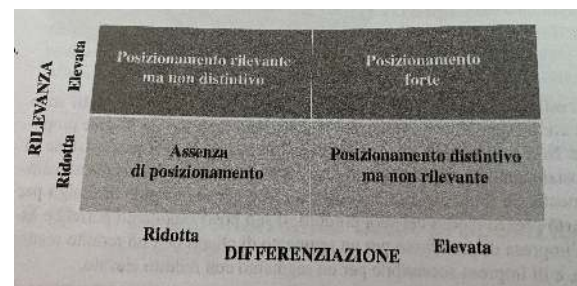 RILEVANZA
Elevata
Posizionamento rilevante
ma non distintivo
Posizionamento
forte
Ridotta
Assenza
di posizionamento
Posizionamento distintivo
ma non rilevante
Ridotta
Elevata
DIFFERENZIAZIONE